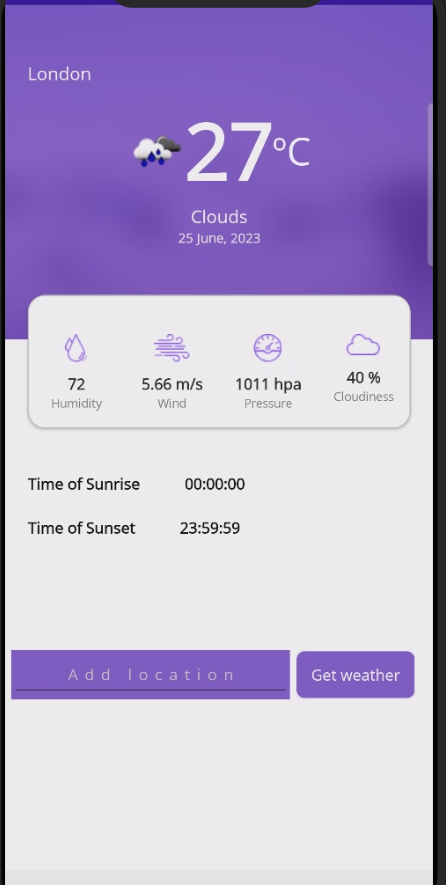 London
27°C
Clouds
25 June, 2023
72 5.66 m/s 1011 hpa 40 %
Humidity Wind Pressure Cloudiness
Time of Sunrise 00:00:00
Time of Sunset 23:59:59
Add location Get weather